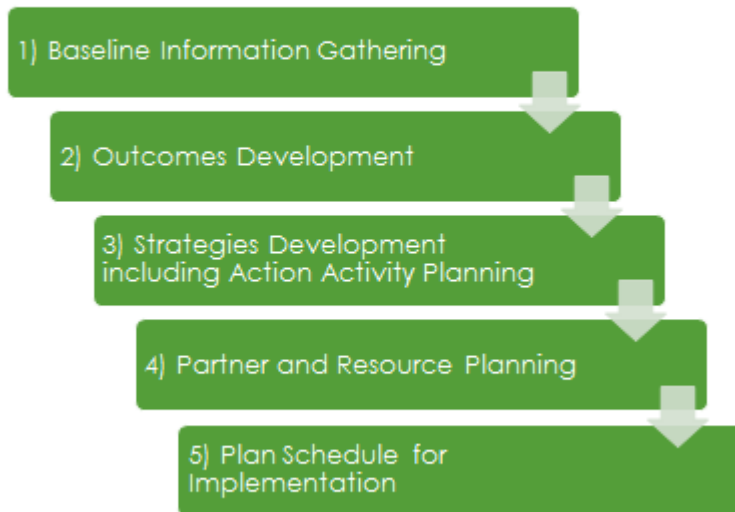 1) Baseline Information Gathering
2) Outcomes Development
3) Strategies Development
including Action Activity Planning
4) Partner and Resource Planning
5) Plan Schedule for
Implementation